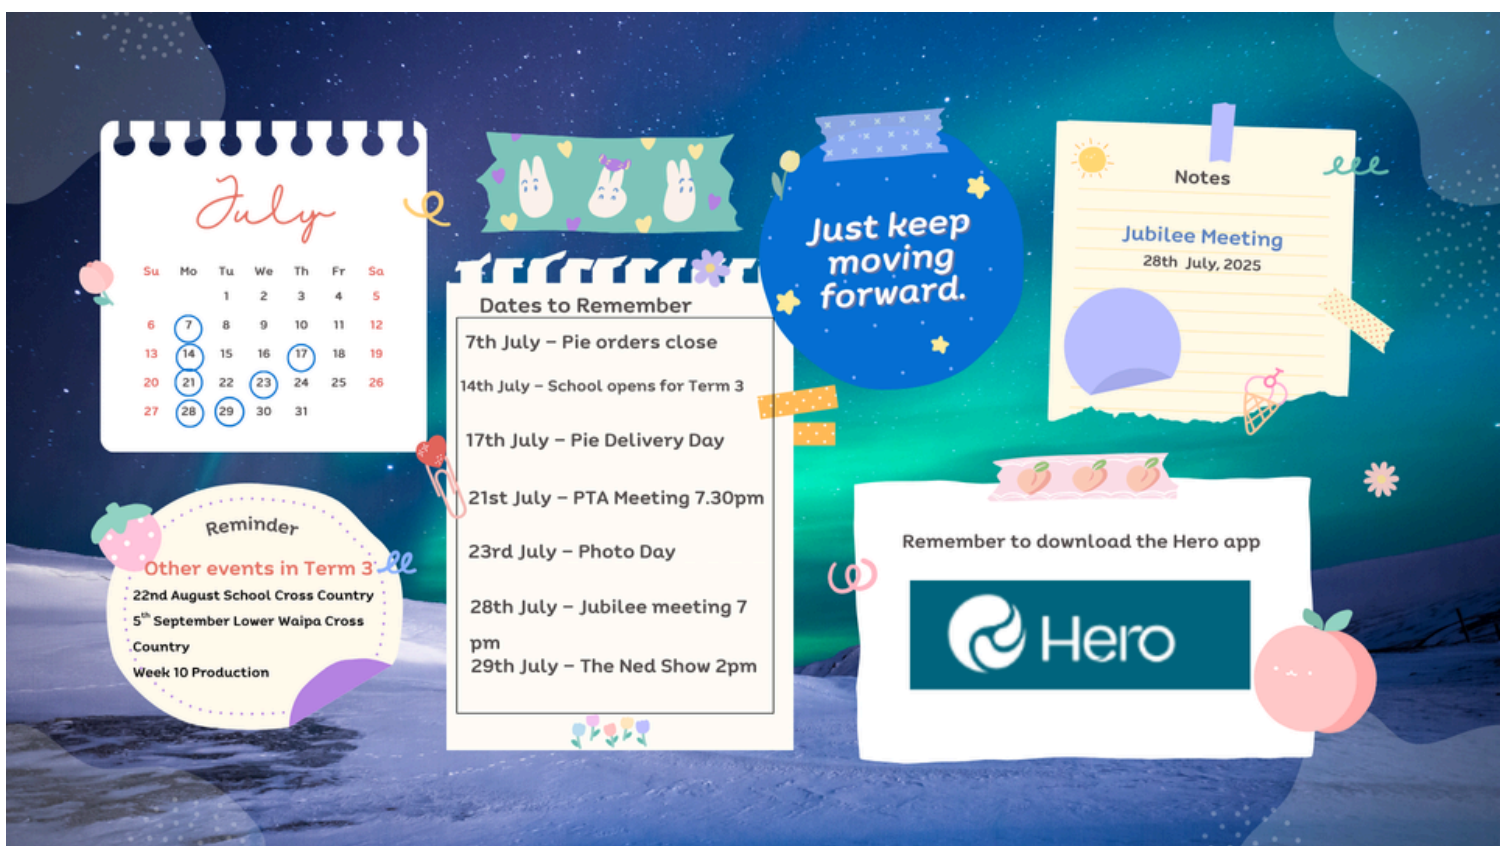 July
Su Mo Tu We Th Fr Sa
1 2 3 4 5
6 7 8 9 10 11 12
13 14 15 16 17 18 19
20 21 22 23 24 25 26
27 28 29 30 31
Reminder
Other events in Term 3
22nd August School Cross Country
5th September Lower Waipa Cross
Country
Week 10 Production
Dates to Remember
7th July – Pie orders close
14th July – School opens for Term 3
17th July – Pie Delivery Day
21st July – PTA Meeting 7.30pm
23rd July – Photo Day
28th July – Jubilee meeting 7
pm
29th July – The Ned Show 2pm
Just keep
moving
forward.
Notes
Jubilee Meeting
28th July, 2025
Remember to download the Hero app
Hero